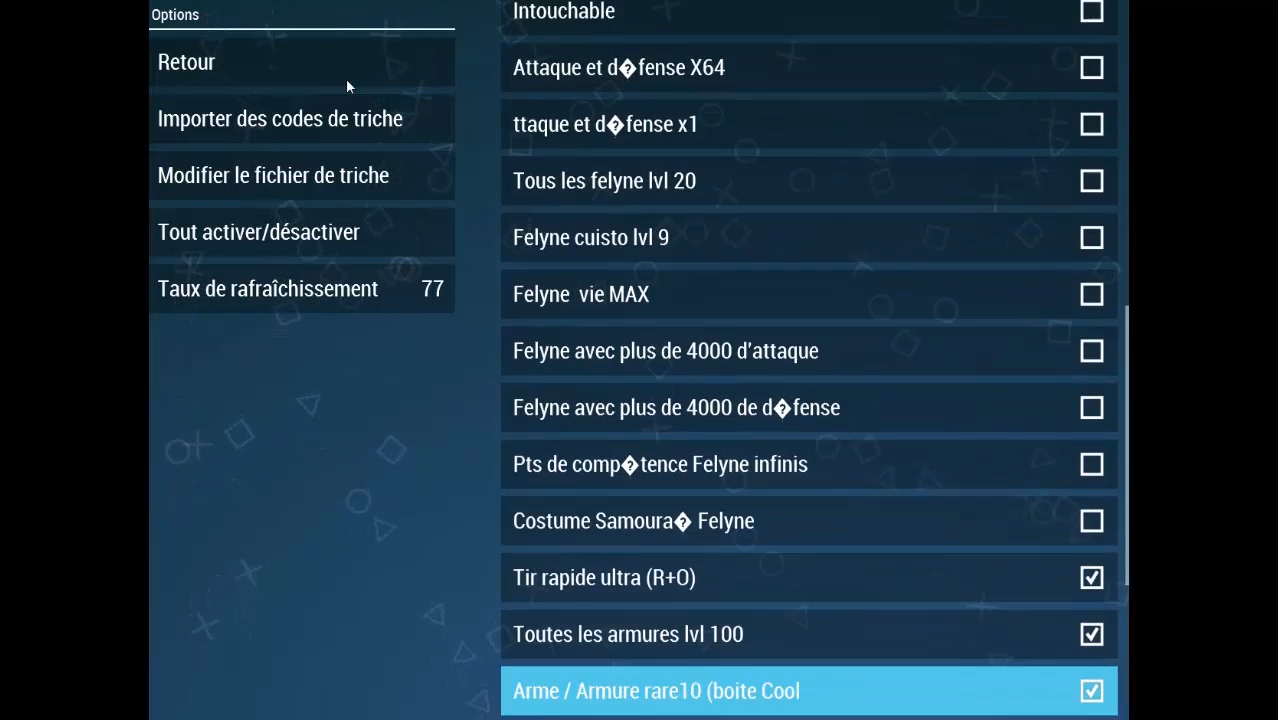 Options
Retour
Importer des codes de triche
Modifier le fichier de triche
Tout activer/désactiver
Taux de rafraîchissement 77
Intouchable
Attaque et d�fense X64
ttaque et d�fense x1
Tous les felyne lvl 20
Felyne cuisto lvl 9
Felyne  vie MAX
Felyne avec plus de 4000 d'attaque
Felyne avec plus de 4000 de d�fense
Pts de comp�tence Felyne infinis
Costume Samoura� Felyne
Tir rapide ultra (R+O)
Toutes les armures lvl 100
Arme / Armure rare10 (boite Cool